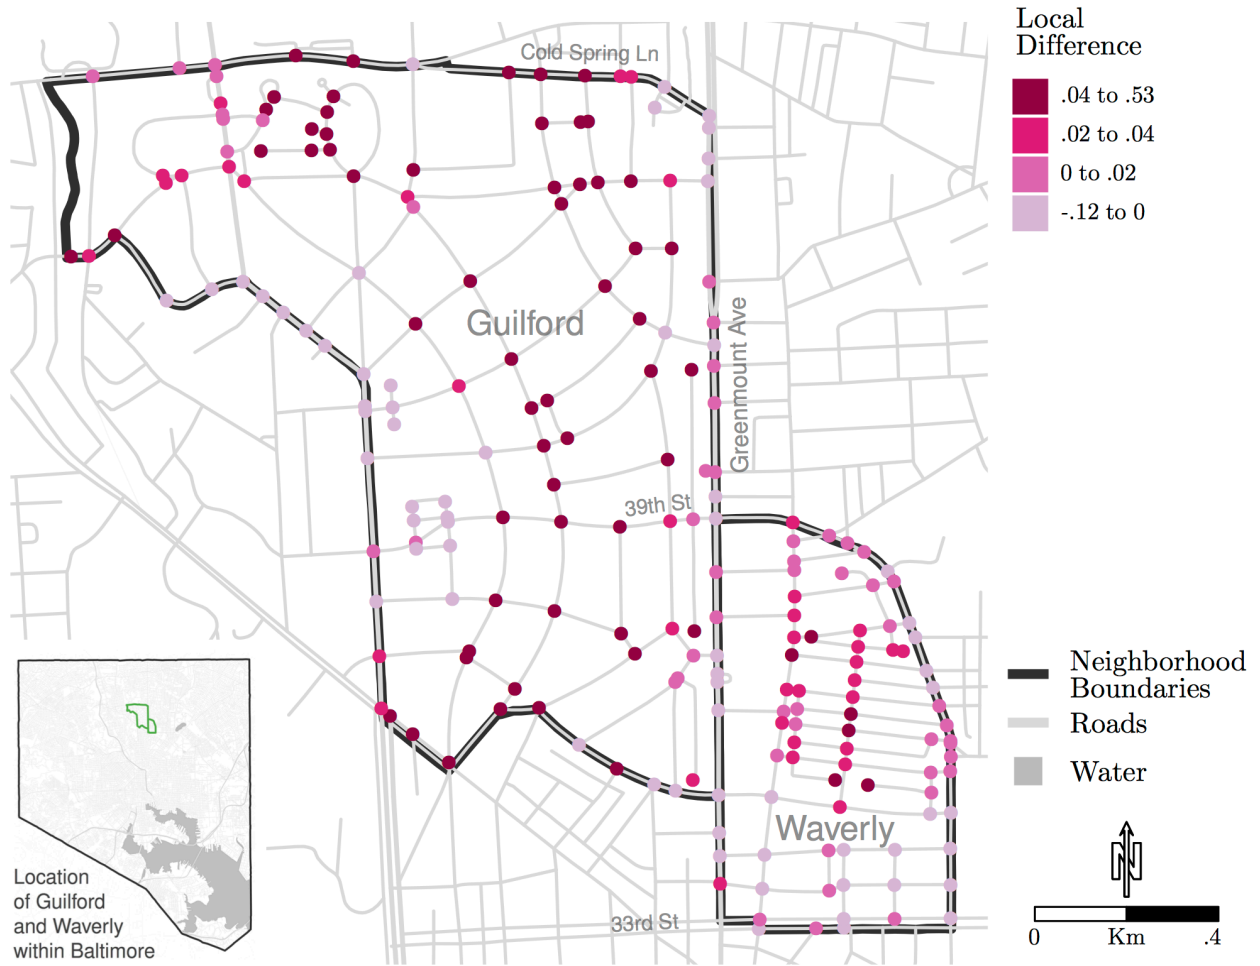 Local
Difference
.04 to .53
.02 to .04
0 to .02
-.12 to 0
Cold Spring Ln
Guilford
Greenmount Ave
39th St
Neighborhood
Boundaries
Roads
Water
Waverly
33rd St
Location
of Guilford
and Waverly
within Baltimore
N
0 Km .4